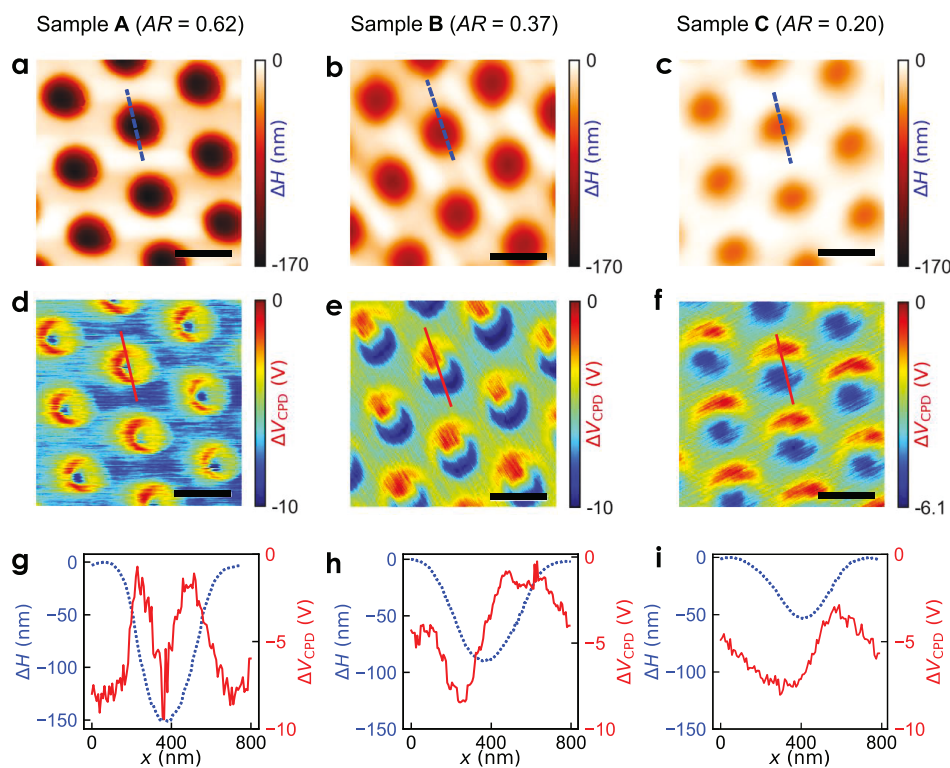 Sample A (AR = 0.62)
Sample B (AR = 0.37)
Sample C (AR = 0.20)
a
0
ΔH (nm)
-170
b
0
ΔH (nm)
-170
c
0
ΔH (nm)
-170
d
0
ΔVCPD (V)
-10
e
0
ΔVCPD (V)
-10
f
0
ΔVCPD (V)
-6.1
g
0
−50
−100
−150
ΔH (nm)
0
−5
−10
ΔVCPD (V)
0 400 800
x (nm)
h
0
−50
−100
−150
ΔH (nm)
0
−5
−10
ΔVCPD (V)
0 400 800
x (nm)
i
0
−50
−100
−150
ΔH (nm)
0
−5
−10
ΔVCPD (V)
0 400 800
x (nm)